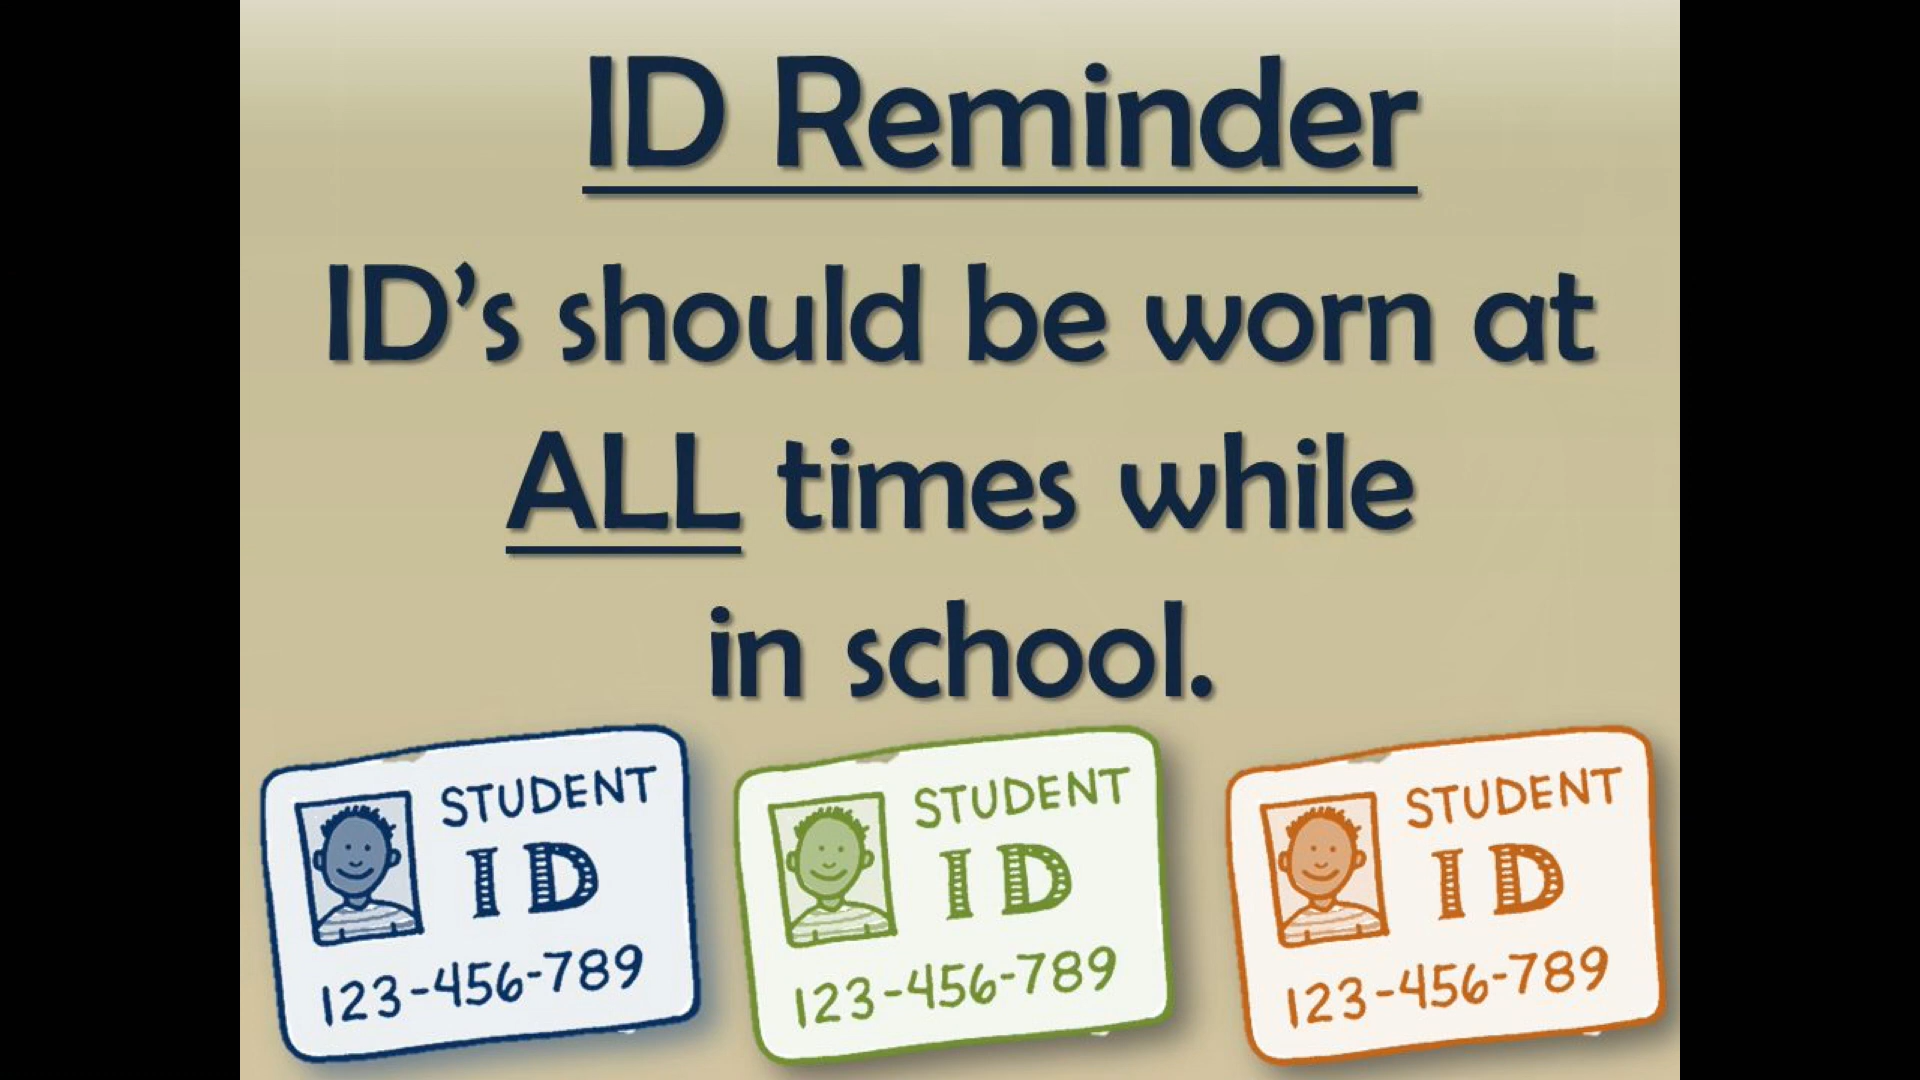 ID Reminder
ID’s should be worn at
ALL times while
in school.
STUDENT
ID
123-456-789
STUDENT
ID
123-456-789
STUDENT
ID
123-456-789